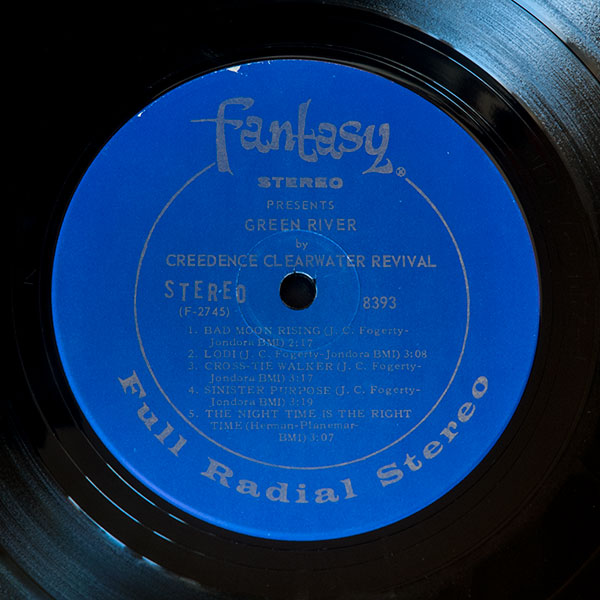 Fantasy®
STEREO
PRESENTS
GREEN RIVER
by
CREEDENCE CLEARWATER REVIVAL
STEREO 8393
(F-2745)
1. BAD MOON RISING (J. C. Fogerty-
Jondora BMI) 2:17
2. LODI (J. C. Fogerty-Jondora BMI) 3:08
3. CROSS-TIE WALKER (J. C. Fogerty-
Jondora BMI) 3:17
4. SINISTER PURPOSE (J. C. Fogerty-
Jondora BMI) 3:19
5. THE NIGHT TIME IS THE RIGHT
TIME (Herman-Planemar-
BMI) 3:07
Full Radial Stereo